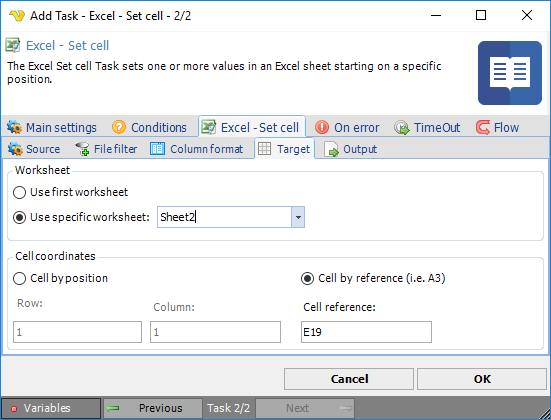 Add Task - Excel - Set cell - 2/2
Excel - Set cell
The Excel Set cell Task sets one or more values in an Excel sheet starting on a specific
position.
Main settings Conditions Excel - Set cell On error TimeOut Flow
Source File filter Column format Target Output
Worksheet
Use first worksheet
Use specific worksheet: Sheet2
Cell coordinates
Cell by position Cell by reference (i.e. A3)
Row: Column: Cell reference:
1 1 E19
Cancel OK
Variables Previous Task 2/2 Next